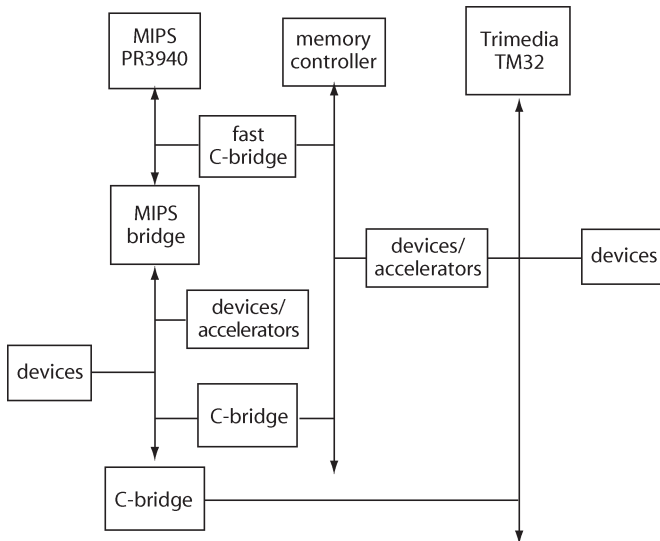 MIPS
PR3940
memory
controller
Trimedia
TM32
fast
C-bridge
MIPS
bridge
devices/
accelerators
devices
devices/
accelerators
devices
C-bridge
C-bridge